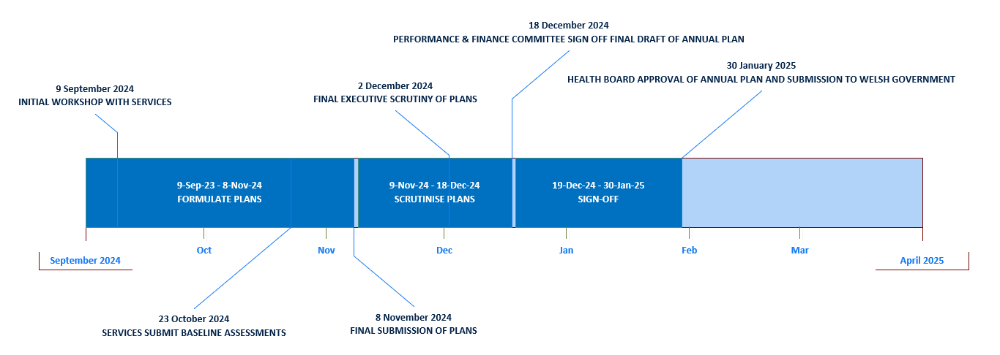 18 December 2024
PERFORMANCE & FINANCE COMMITTEE SIGN OFF FINAL DRAFT OF ANNUAL PLAN
30 January 2025
HEALTH BOARD APPROVAL OF ANNUAL PLAN AND SUBMISSION TO WELSH GOVERNMENT
9 September 2024
INITIAL WORKSHOP WITH SERVICES
2 December 2024
FINAL EXECUTIVE SCRUTINY OF PLANS
9-Sep-23 - 8-Nov-24
FORMULATE PLANS
9-Nov-24 - 18-Dec-24
SCRUTINISE PLANS
19-Dec-24 - 30-Jan-25
SIGN-OFF
September 2024
Oct
Nov
Dec
Jan
Feb
Mar
April 2025
23 October 2024
SERVICES SUBMIT BASELINE ASSESSMENTS
8 November 2024
FINAL SUBMISSION OF PLANS